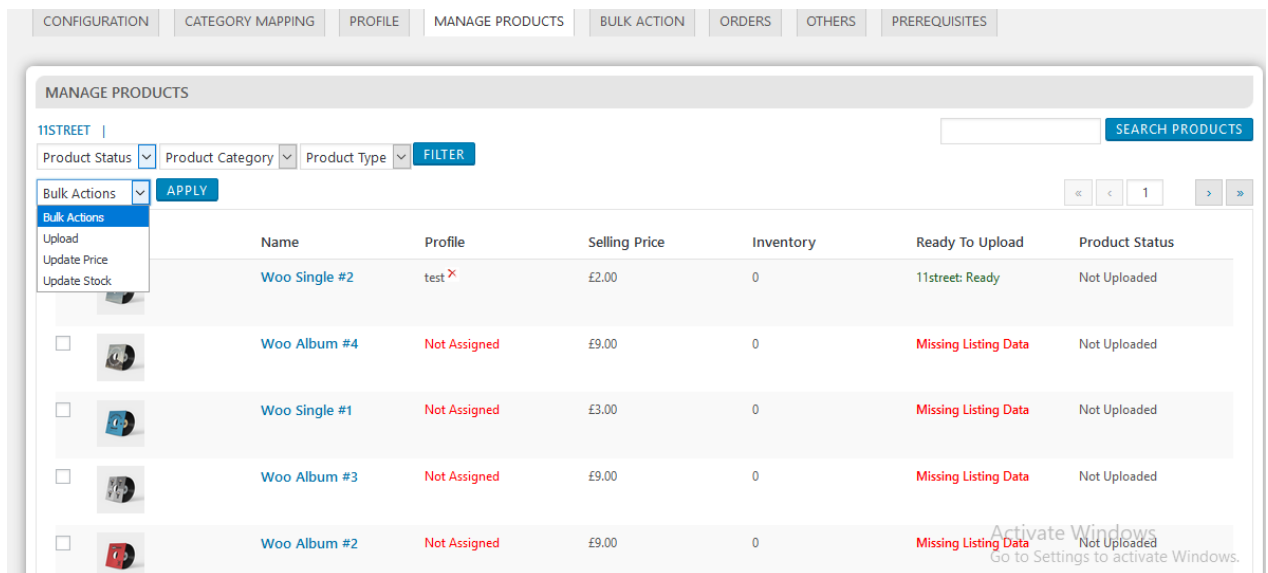 CONFIGURATION CATEGORY MAPPING PROFILE MANAGE PRODUCTS BULK ACTION ORDERS OTHERS PREREQUISITES
MANAGE PRODUCTS
11STREET |
SEARCH PRODUCTS
Product Status Product Category Product Type FILTER
Bulk Actions APPLY « ‹ 1 › »
Bulk Actions
Upload
Update Price
Update Stock
Name Profile Selling Price Inventory Ready To Upload Product Status
Woo Single #2 test £2.00 0 11street: Ready Not Uploaded
Woo Album #4 Not Assigned £9.00 0 Missing Listing Data Not Uploaded
Woo Single #1 Not Assigned £3.00 0 Missing Listing Data Not Uploaded
Woo Album #3 Not Assigned £9.00 0 Missing Listing Data Not Uploaded
Woo Album #2 Not Assigned £9.00 0 Missing Listing Data Not Uploaded
Activate Windows
Go to Settings to activate Windows.